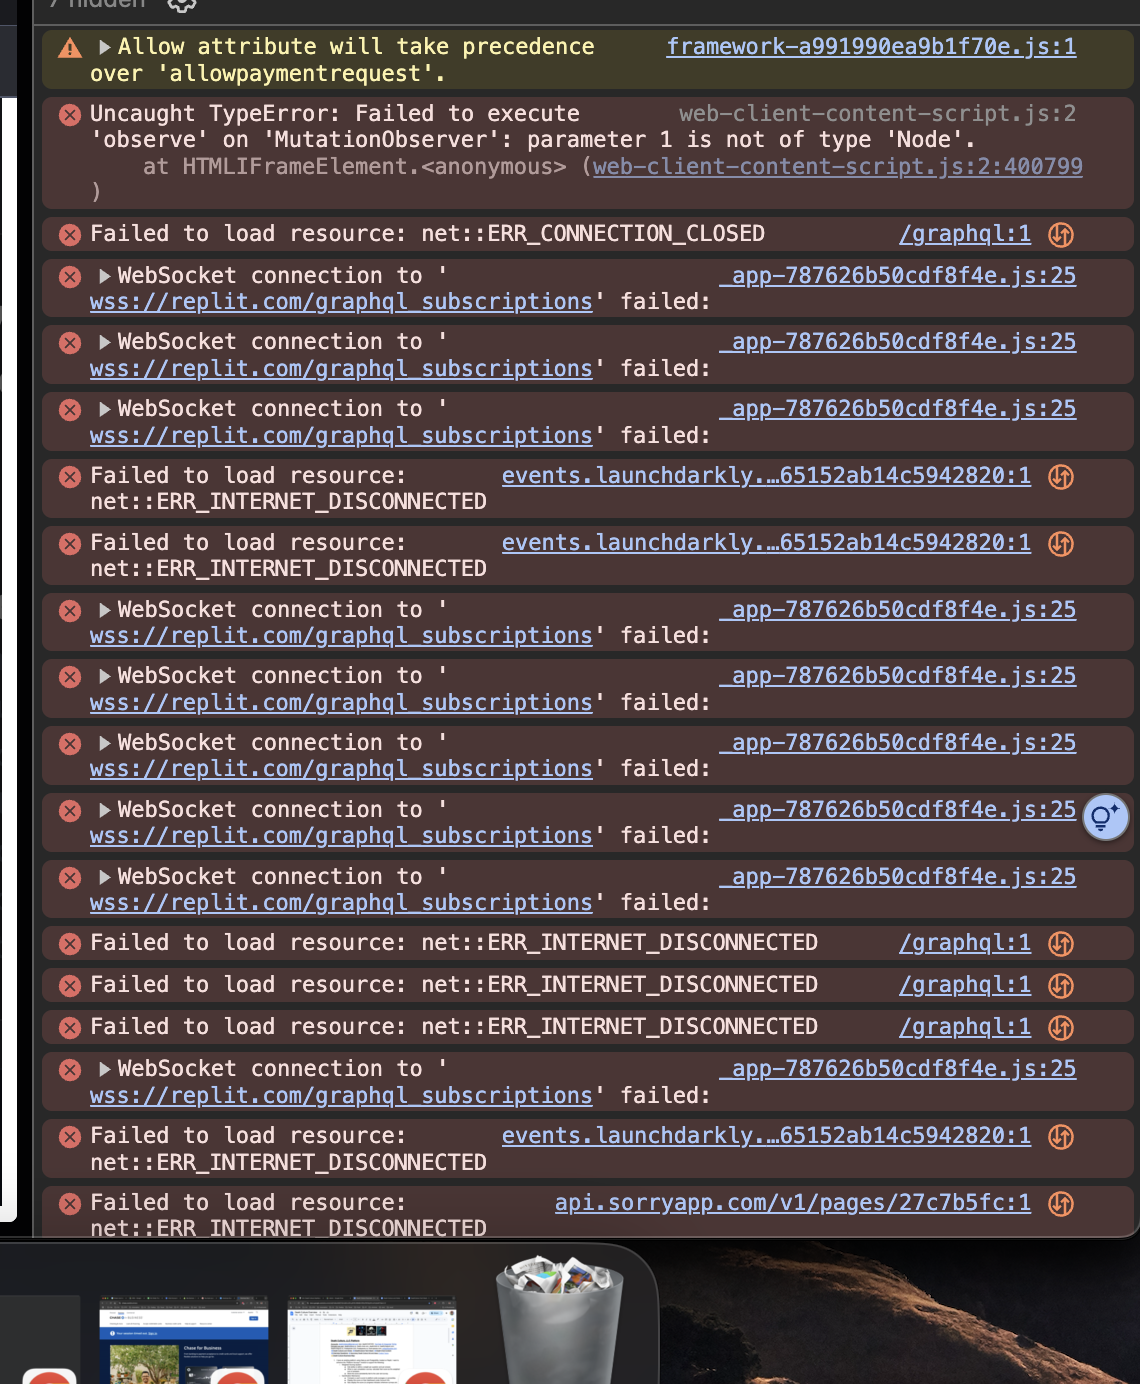 7 hidden
Allow attribute will take precedence framework-a991990ea9b1f70e.js:1
over 'allowpaymentrequest'.
Uncaught TypeError: Failed to execute web-client-content-script.js:2
'observe' on 'MutationObserver': parameter 1 is not of type 'Node'.
at HTMLIFrameElement.<anonymous> (web-client-content-script.js:2:400799
)
Failed to load resource: net::ERR_CONNECTION_CLOSED /graphql:1
WebSocket connection to ' _app-787626b50cdf8f4e.js:25
wss://replit.com/graphql_subscriptions' failed:
WebSocket connection to ' _app-787626b50cdf8f4e.js:25
wss://replit.com/graphql_subscriptions' failed:
WebSocket connection to ' _app-787626b50cdf8f4e.js:25
wss://replit.com/graphql_subscriptions' failed:
Failed to load resource: events.launchdarkly.…65152ab14c5942820:1
net::ERR_INTERNET_DISCONNECTED
Failed to load resource: events.launchdarkly.…65152ab14c5942820:1
net::ERR_INTERNET_DISCONNECTED
WebSocket connection to ' _app-787626b50cdf8f4e.js:25
wss://replit.com/graphql_subscriptions' failed:
WebSocket connection to ' _app-787626b50cdf8f4e.js:25
wss://replit.com/graphql_subscriptions' failed:
WebSocket connection to ' _app-787626b50cdf8f4e.js:25
wss://replit.com/graphql_subscriptions' failed:
WebSocket connection to ' _app-787626b50cdf8f4e.js:25
wss://replit.com/graphql_subscriptions' failed:
WebSocket connection to ' _app-787626b50cdf8f4e.js:25
wss://replit.com/graphql_subscriptions' failed:
Failed to load resource: net::ERR_INTERNET_DISCONNECTED /graphql:1
Failed to load resource: net::ERR_INTERNET_DISCONNECTED /graphql:1
Failed to load resource: net::ERR_INTERNET_DISCONNECTED /graphql:1
WebSocket connection to ' _app-787626b50cdf8f4e.js:25
wss://replit.com/graphql_subscriptions' failed:
Failed to load resource: events.launchdarkly.…65152ab14c5942820:1
net::ERR_INTERNET_DISCONNECTED
Failed to load resource: api.sorryapp.com/v1/pages/27c7b5fc:1
net::ERR_INTERNET_DISCONNECTED
Chase for Business